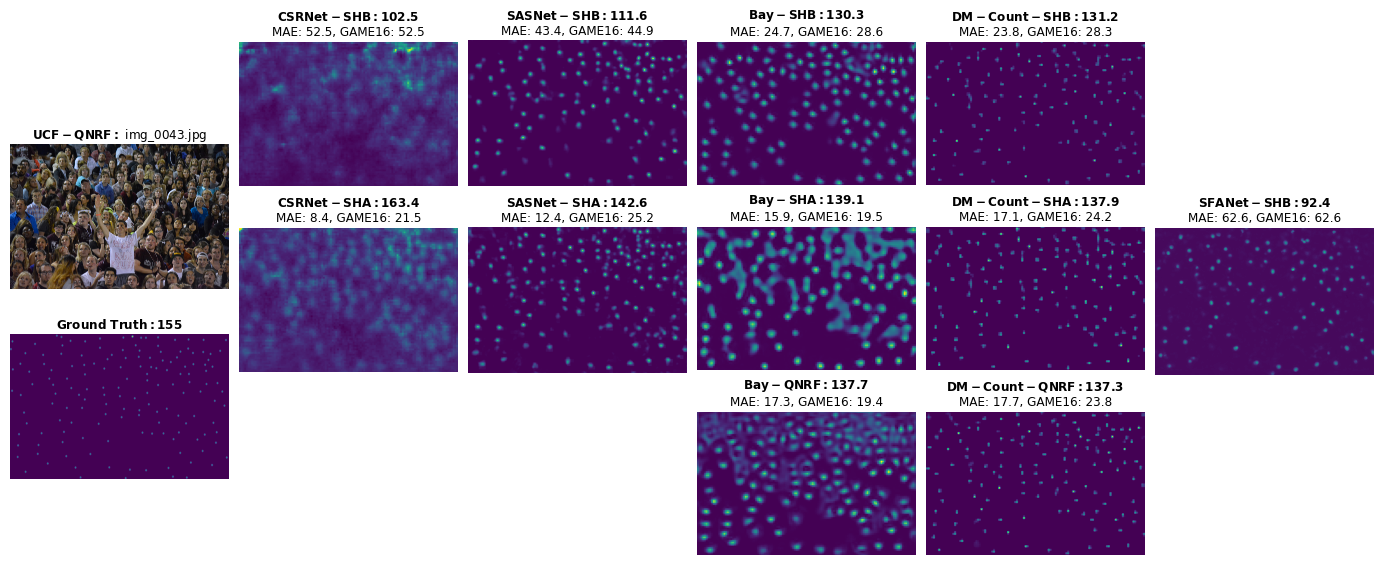 UCF − QNRF : img_0043.jpg
Ground Truth : 155
CSRNet − SHB : 102.5
MAE: 52.5, GAME16: 52.5
CSRNet − SHA : 163.4
MAE: 8.4, GAME16: 21.5
SASNet − SHB : 111.6
MAE: 43.4, GAME16: 44.9
SASNet − SHA : 142.6
MAE: 12.4, GAME16: 25.2
Bay − SHB : 130.3
MAE: 24.7, GAME16: 28.6
Bay − SHA : 139.1
MAE: 15.9, GAME16: 19.5
Bay − QNRF : 137.7
MAE: 17.3, GAME16: 19.4
DM − Count − SHB : 131.2
MAE: 23.8, GAME16: 28.3
DM − Count − SHA : 137.9
MAE: 17.1, GAME16: 24.2
DM − Count − QNRF : 137.3
MAE: 17.7, GAME16: 23.8
SFANet − SHB : 92.4
MAE: 62.6, GAME16: 62.6